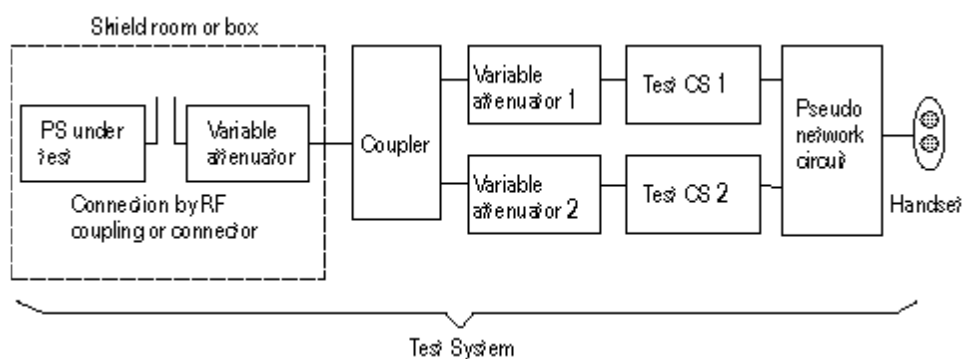 Shield room or box
PS under
test
Variable
attenuator
Connection by RF
coupling or connector
Coupler
Variable
attenuator 1
Test CS 1
Variable
attenuator 2
Test CS 2
Pseudo
network
circuit
Handset
Test System